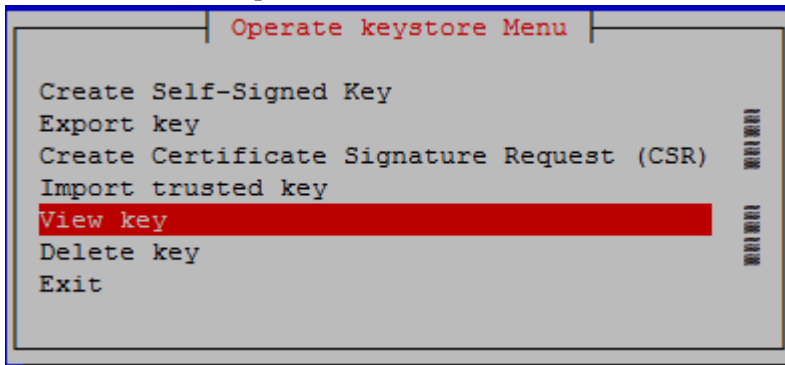 Operate keystore Menu
Create Self-Signed Key
Export key
Create Certificate Signature Request (CSR)
Import trusted key
View key
Delete key
Exit